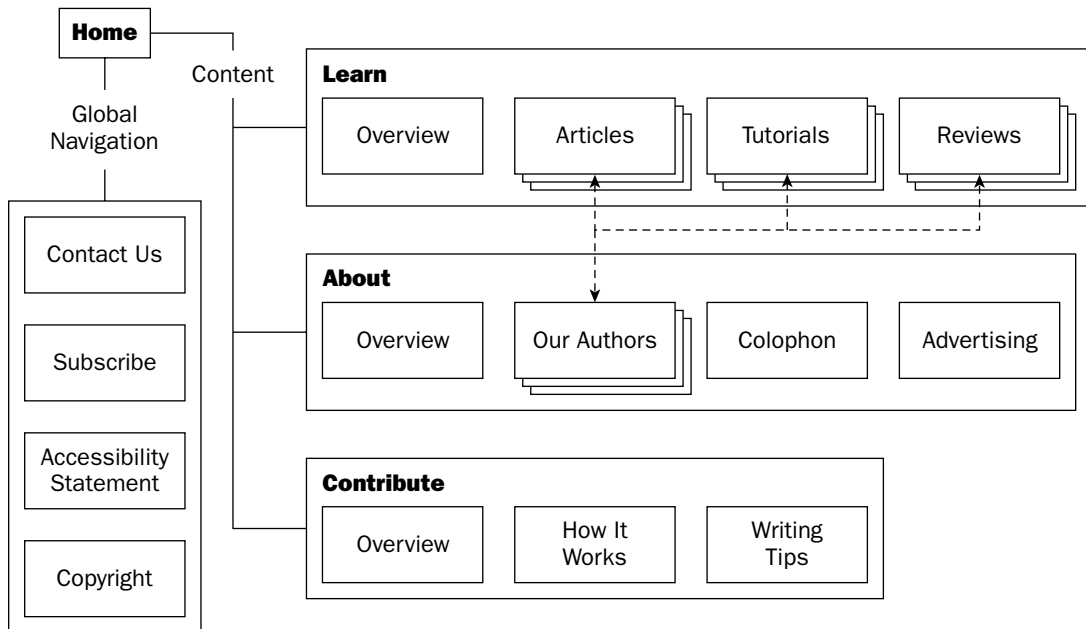 Home
Content
Global
Navigation
Contact Us
Subscribe
Accessibility
Statement
Copyright
Learn
Overview
Articles
Tutorials
Reviews
About
Overview
Our Authors
Colophon
Advertising
Contribute
Overview
How It
Works
Writing
Tips